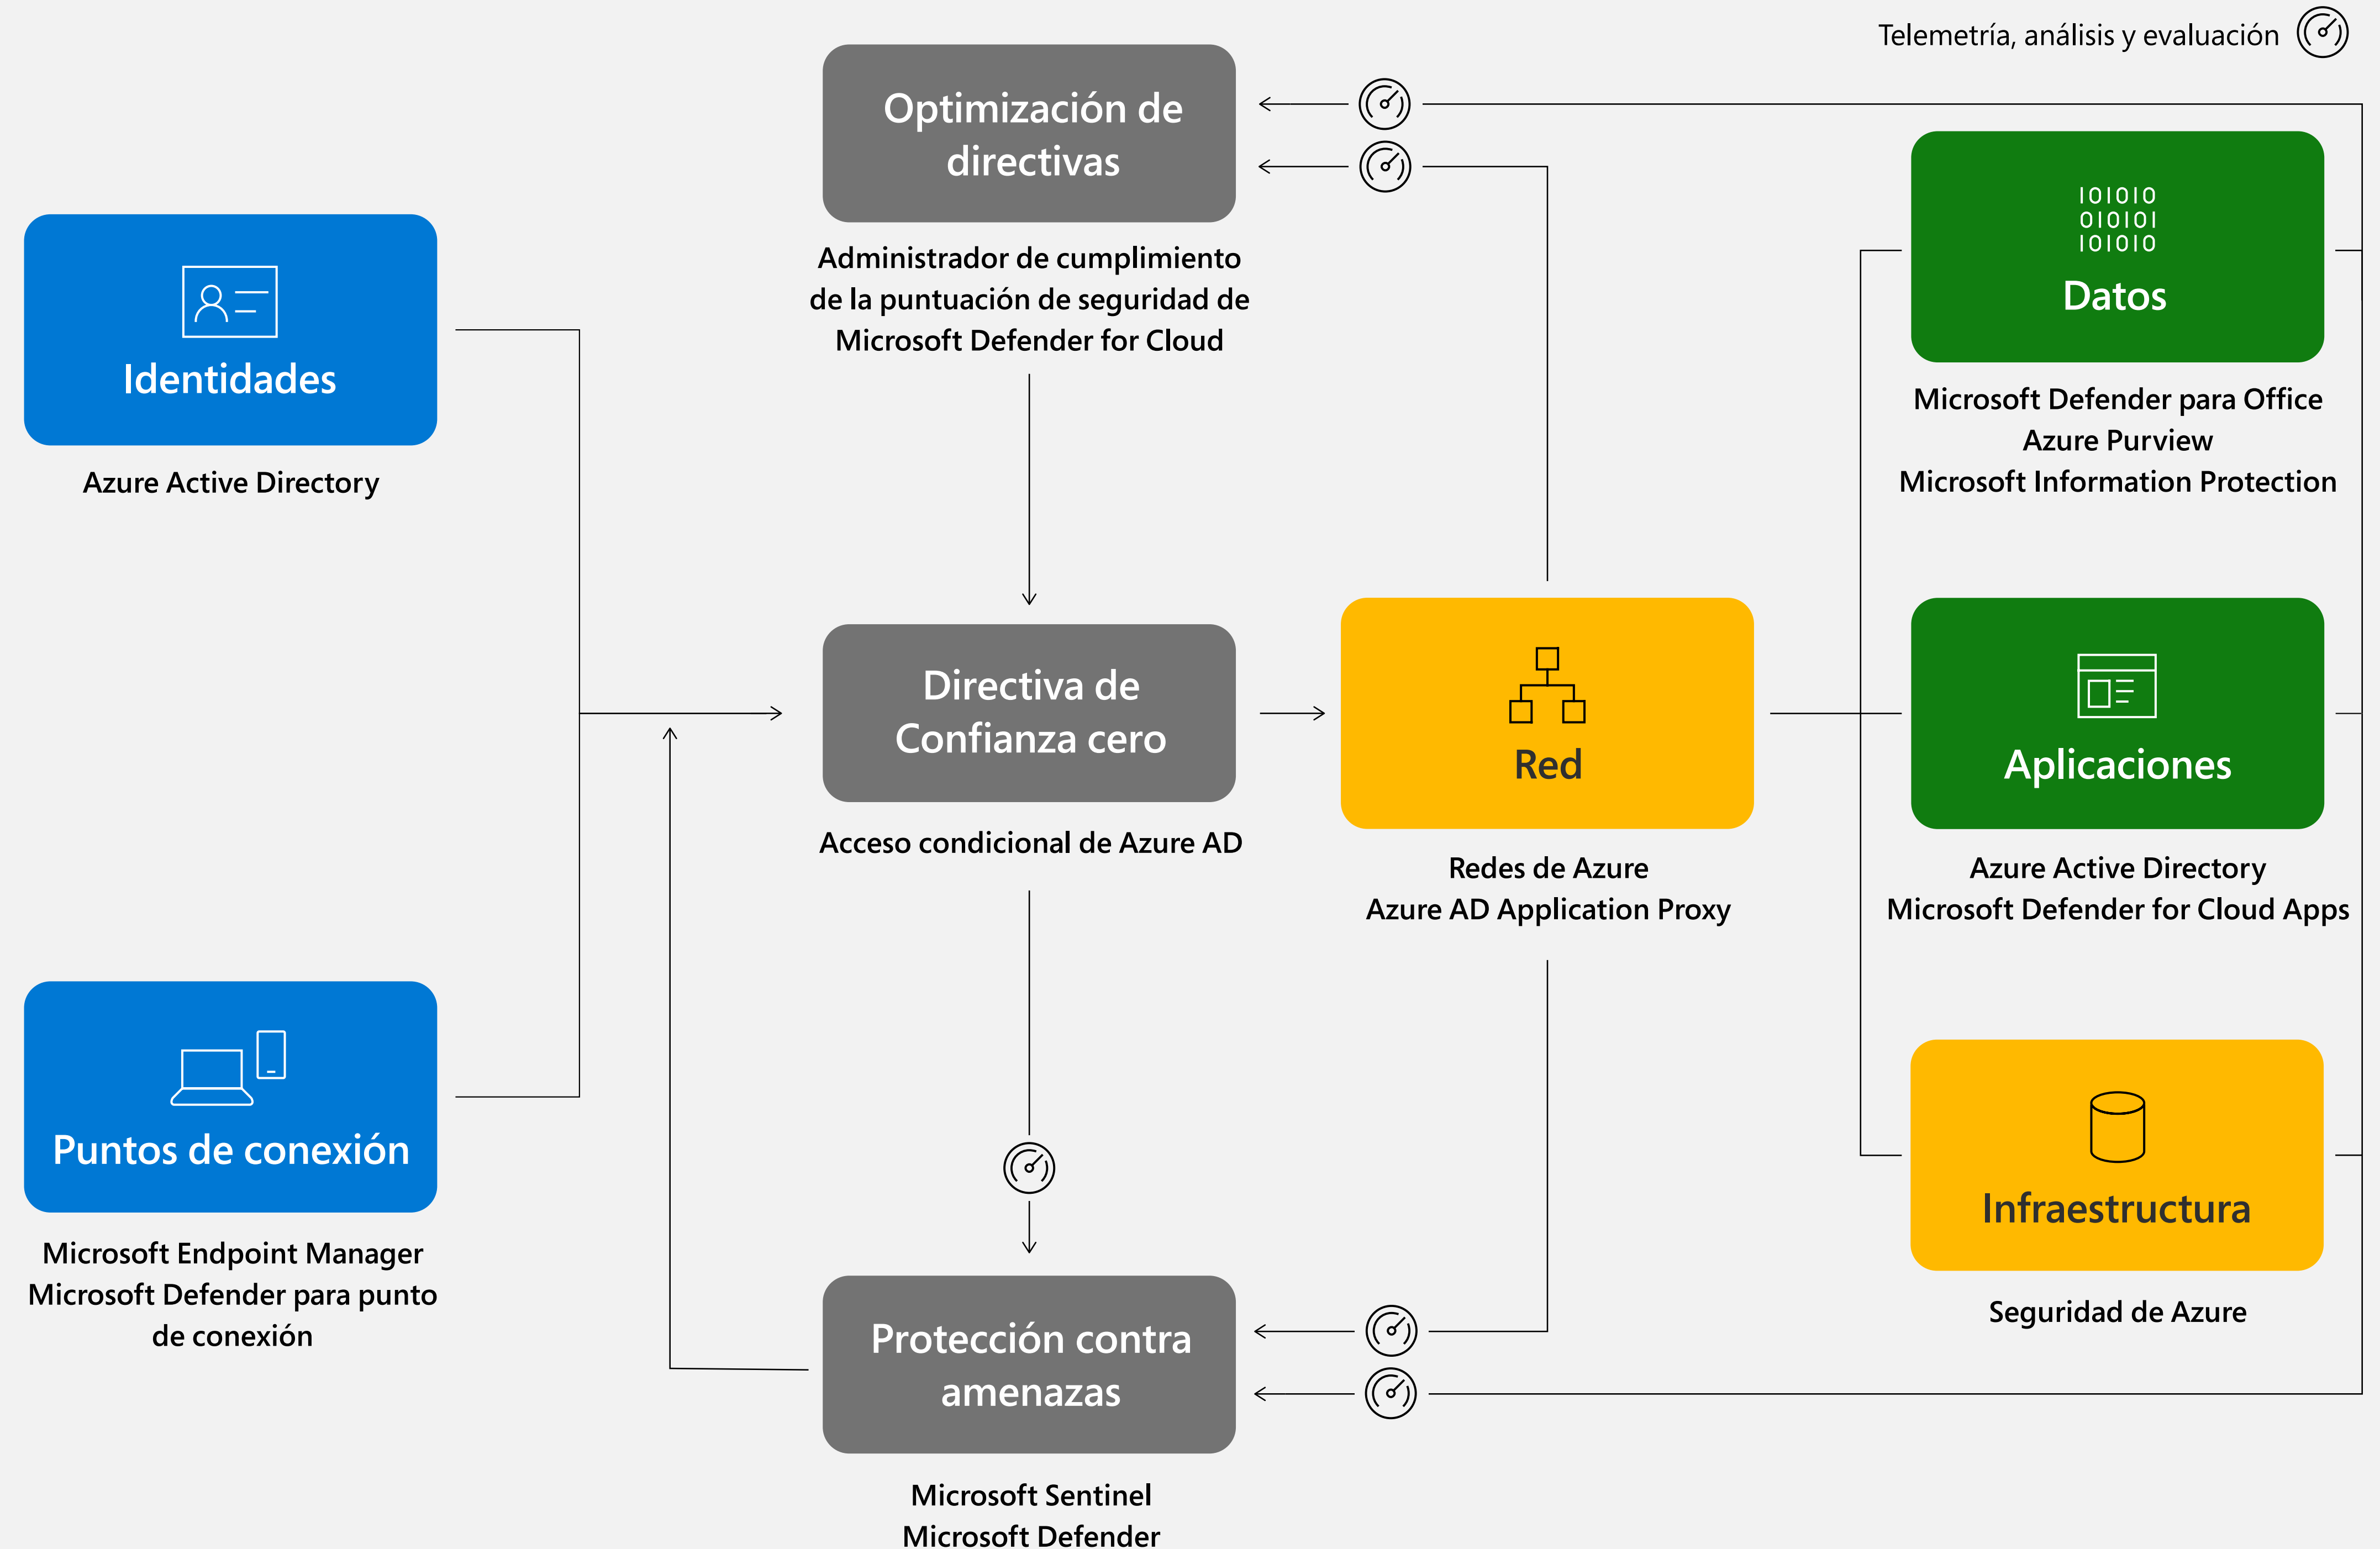 Telemetría, análisis y evaluación
Optimización de
directivas
Administrador de cumplimiento
de la puntuación de seguridad de
Microsoft Defender for Cloud
Identidades
Azure Active Directory
Puntos de conexión
Microsoft Endpoint Manager
Microsoft Defender para punto
de conexión
Directiva de
Confianza cero
Acceso condicional de Azure AD
Protección contra
amenazas
Microsoft Sentinel
Microsoft Defender
Red
Redes de Azure
Azure AD Application Proxy
IOIOIO
OIOIOI
IOIOIO
Datos
Microsoft Defender para Office
Azure Purview
Microsoft Information Protection
Aplicaciones
Azure Active Directory
Microsoft Defender for Cloud Apps
Infraestructura
Seguridad de Azure